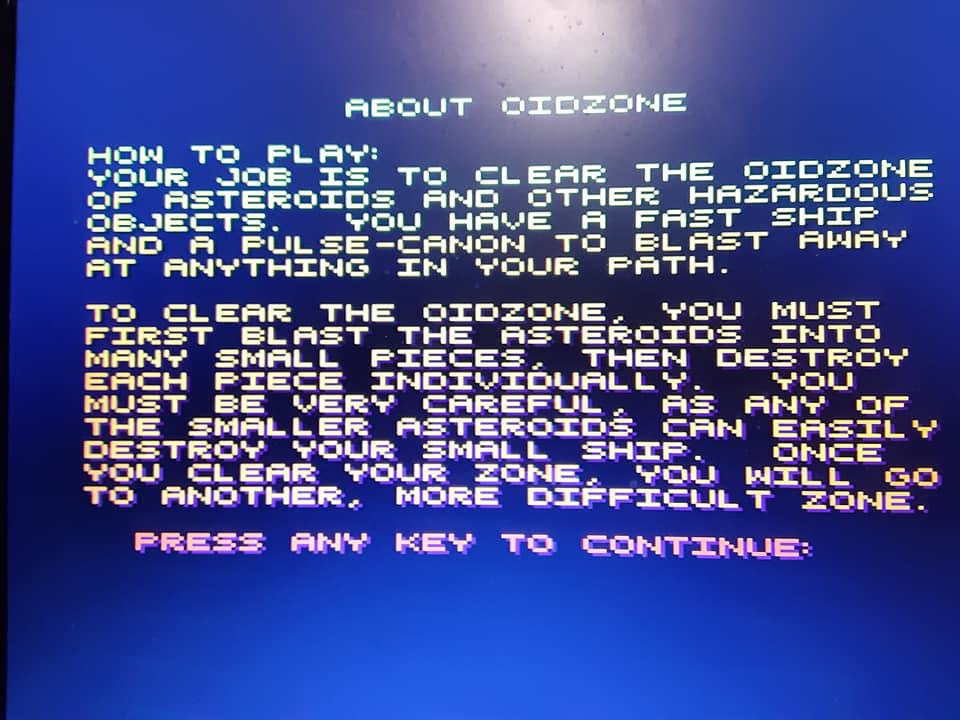 ABOUT OIDZONE
HOW TO PLAY:
YOUR JOB IS TO CLEAR THE OIDZONE
OF ASTEROIDS AND OTHER HAZARDOUS
OBJECTS. YOU HAVE A FAST SHIP
AND A PULSE-CANON TO BLAST AWAY
AT ANYTHING IN YOUR PATH.
TO CLEAR THE OIDZONE, YOU MUST
FIRST BLAST THE ASTEROIDS INTO
MANY SMALL PIECES, THEN DESTROY
EACH PIECE INDIVIDUALLY. YOU
MUST BE VERY CAREFUL, AS ANY OF
THE SMALLER ASTEROIDS CAN EASILY
DESTROY YOUR SMALL SHIP. ONCE
YOU CLEAR YOUR ZONE, YOU WILL GO
TO ANOTHER, MORE DIFFICULT ZONE.
PRESS ANY KEY TO CONTINUE: